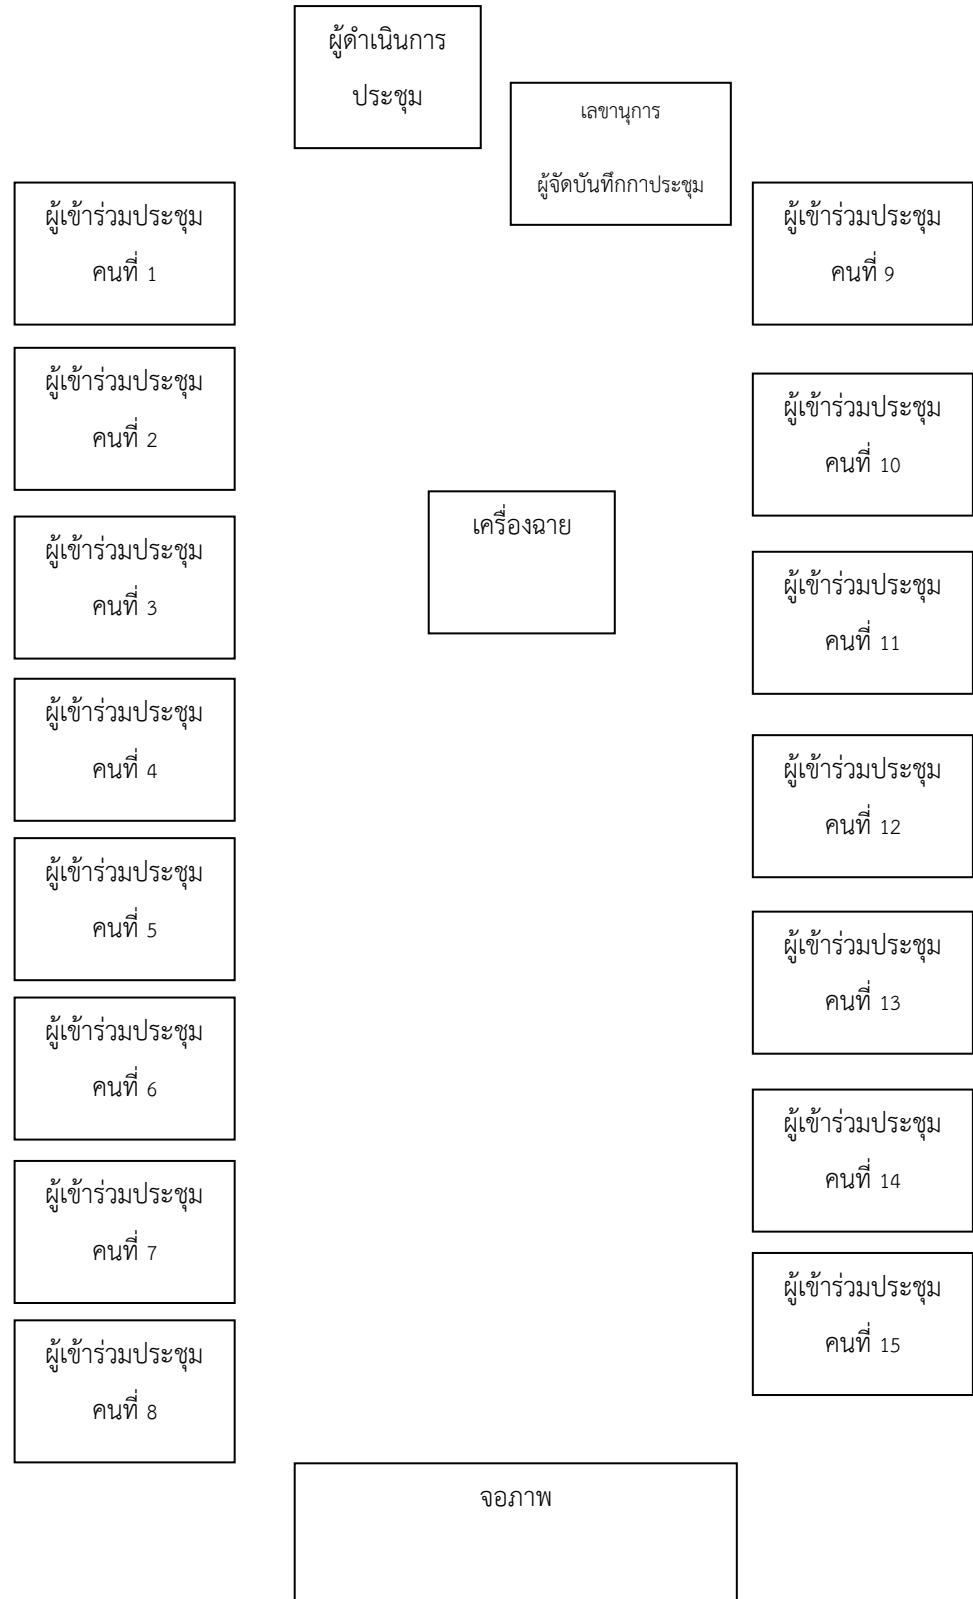 ผู้ดำเนินการ
ประชุม
เลขานุการ
ผู้จัดบันทึกกาประชุม
ผู้เข้าร่วมประชุม
คนที่ 1
ผู้เข้าร่วมประชุม
คนที่ 9
ผู้เข้าร่วมประชุม
คนที่ 2
ผู้เข้าร่วมประชุม
คนที่ 10
เครื่องฉาย
ผู้เข้าร่วมประชุม
คนที่ 3
ผู้เข้าร่วมประชุม
คนที่ 11
ผู้เข้าร่วมประชุม
คนที่ 4
ผู้เข้าร่วมประชุม
คนที่ 12
ผู้เข้าร่วมประชุม
คนที่ 5
ผู้เข้าร่วมประชุม
คนที่ 13
ผู้เข้าร่วมประชุม
คนที่ 6
ผู้เข้าร่วมประชุม
คนที่ 14
ผู้เข้าร่วมประชุม
คนที่ 7
ผู้เข้าร่วมประชุม
คนที่ 15
ผู้เข้าร่วมประชุม
คนที่ 8
จอภาพ